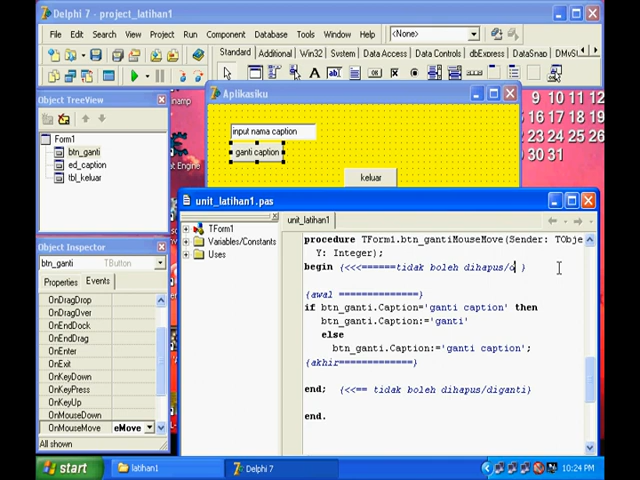 Delphi 7 - project_latihan1
File Edit Search View Project Run Component Database Tools Window Help
<None>
Standard Additional Win32 System Data Access Data Controls dbExpress DataSnap
Object TreeView
Form1
btn_ganti
ed_caption
tbl_keluar
Aplikasiku
input nama caption
ganti caption
keluar
9 10 11 12
16 17 18 19
23 24 25 26
30 31
Object Inspector
btn_ganti TButton
Properties Events
OnDragDrop
OnDragOver
OnEndDock
OnEndDrag
OnEnter
OnExit
OnKeyDown
OnKeyPress
OnKeyUp
OnMouseDown
OnMouseMove eMove
All shown
unit_latihan1.pas
TForm1
Variables/Constants
Uses
unit_latihan1
procedure TForm1.btn_gantiMouseMove(Sender: TObje
Y: Integer);
begin {<<<======tidak boleh dihapus/o }
{awal ==============}
if btn_ganti.Caption='ganti caption' then
btn_ganti.Caption:='ganti'
else
btn_ganti.Caption:='ganti caption';
{akhir=============}
end; {<<== tidak boleh dihapus/diganti}
end.
start latihan1 Delphi 7 10:24 PM